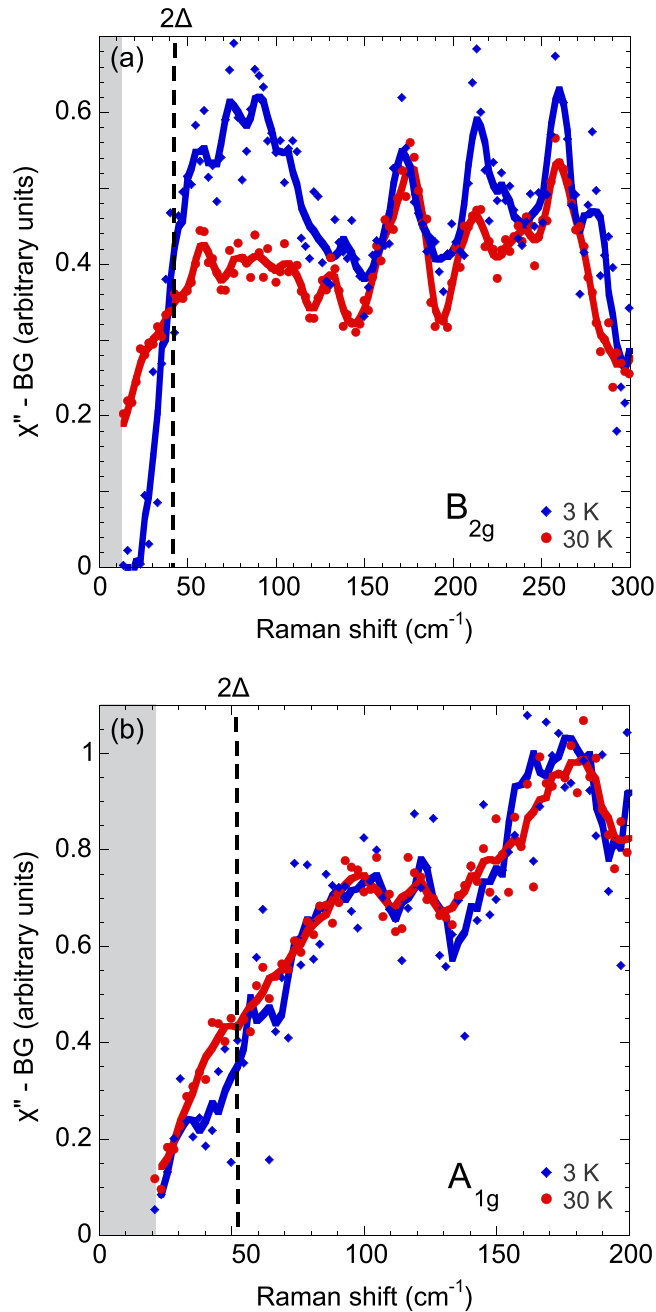 2Δ
(a)
0.6
0.4
0.2
0
χ" - BG (arbitrary units)
B2g
3 K
30 K
0 50 100 150 200 250 300
Raman shift (cm-1)
2Δ
(b)
1
0.8
0.6
0.4
0.2
0
χ" - BG (arbitrary units)
A1g
3 K
30 K
0 50 100 150 200
Raman shift (cm-1)